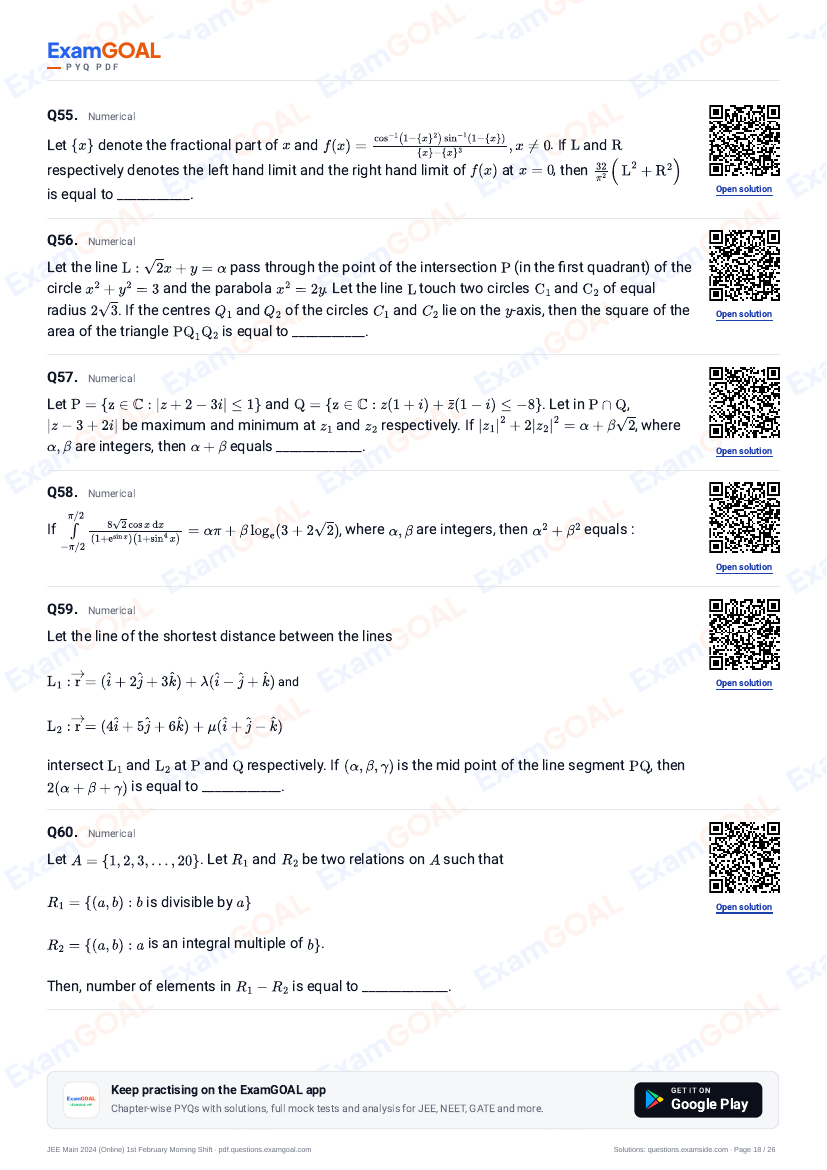 ExamGOAL
PYQ PDF
Q55. Numerical
Let {x} denote the fractional part of x and f(x) = \frac{\cos^{-1}(1-\{x\}^2)\sin^{-1}(1-\{x\})}{\{x\}-\{x\}^3}, x ≠ 0. If L and R
respectively denotes the left hand limit and the right hand limit of f(x) at x = 0, then \frac{32}{π^2}(L² + R²)
is equal to ___________.
Open solution
Q56. Numerical
Let the line L : √2x + y = α pass through the point of the intersection P (in the first quadrant) of the
circle x² + y² = 3 and the parabola x² = 2y. Let the line L touch two circles C₁ and C₂ of equal
radius 2√3. If the centres Q₁ and Q₂ of the circles C₁ and C₂ lie on the y-axis, then the square of the
area of the triangle PQ₁Q₂ is equal to ___________.
Open solution
Q57. Numerical
Let P = {z ∈ ℂ : |z + 2 − 3i| ≤ 1} and Q = {z ∈ ℂ : z(1 + i) + z̄(1 − i) ≤ −8}. Let in P ∩ Q,
|z − 3 + 2i| be maximum and minimum at z₁ and z₂ respectively. If |z₁|² + 2|z₂|² = α + β√2, where
α, β are integers, then α + β equals _____________.
Open solution
Q58. Numerical
If \int_{-π/2}^{π/2} \frac{8\sqrt{2}\cos x\,dx}{(1+e^{\sin x})(1+\sin^4 x)} = απ + β logₑ(3 + 2√2), where α, β are integers, then α² + β² equals :
Open solution
Q59. Numerical
Let the line of the shortest distance between the lines
L₁ : r⃗ = (î + 2ĵ + 3k̂) + λ(î − ĵ + k̂) and
L₂ : r⃗ = (4î + 5ĵ + 6k̂) + μ(î + ĵ − k̂)
intersect L₁ and L₂ at P and Q respectively. If (α, β, γ) is the mid point of the line segment PQ, then
2(α + β + γ) is equal to ____________.
Open solution
Q60. Numerical
Let A = {1, 2, 3, . . . , 20}. Let R₁ and R₂ be two relations on A such that
R₁ = {(a, b) : b is divisible by a}
R₂ = {(a, b) : a is an integral multiple of b}.
Then, number of elements in R₁ − R₂ is equal to _____________.
Open solution
Keep practising on the ExamGOAL app
Chapter-wise PYQs with solutions, full mock tests and analysis for JEE, NEET, GATE and more.
GET IT ON
Google Play
JEE Main 2024 (Online) 1st February Morning Shift · pdf.questions.examgoal.com
Solutions: questions.examside.com · Page 18 / 26